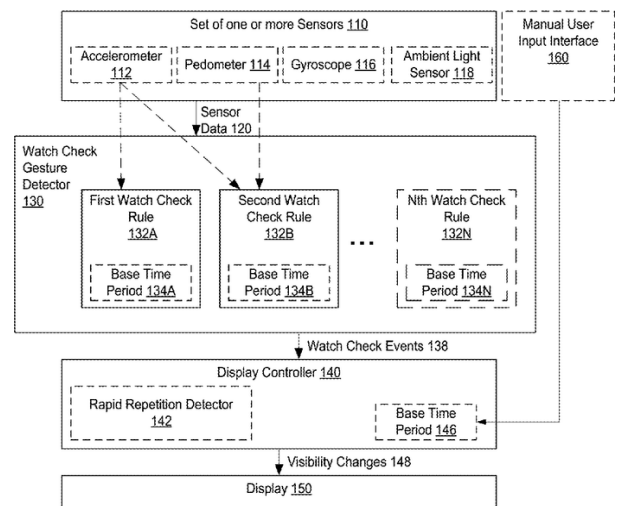 Set of one or more Sensors 110
Manual User
Input Interface
160
Accelerometer
112
Pedometer 114
Gyroscope 116
Ambient Light
Sensor 118
Sensor
Data 120
Watch Check
Gesture
Detector
130
First Watch Check
Rule
132A
Base Time
Period 134A
Second Watch
Check Rule
132B
Base Time
Period 134B
Nth Watch Check
Rule
132N
Base Time
Period 134N
Watch Check Events 138
Display Controller 140
Rapid Repetition Detector
142
Base Time
Period 146
Visibility Changes 148
Display 150